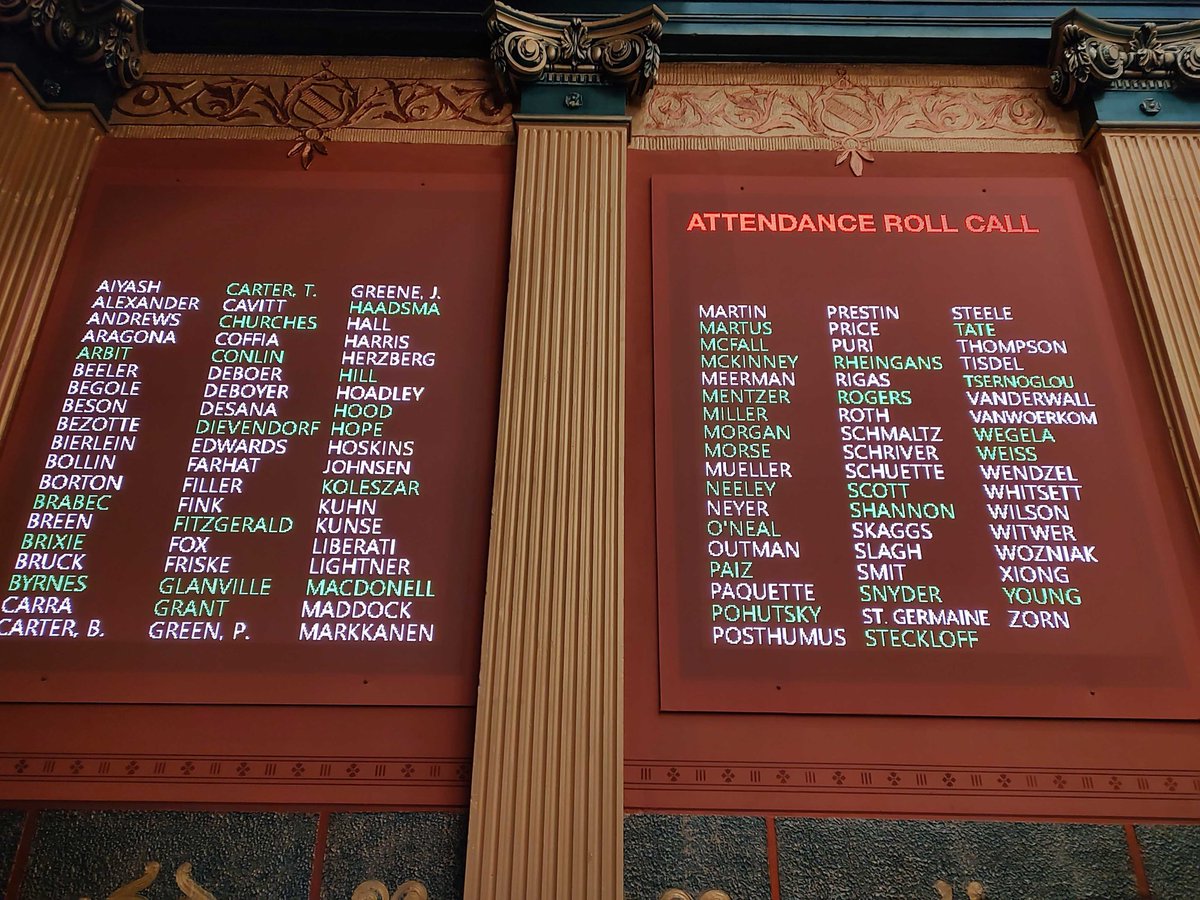 AIYASH
ALEXANDER
ANDREWS
ARAGONA
ARBIT
BEELER
BEGOLE
BESON
BEZOTTE
BIERLEIN
BOLLIN
BORTON
BRABEC
BREEN
BRIXIE
BRUCK
BYRNES
CARRA
CARTER, B.
CARTER, T.
CAVITT
CHURCHES
COFFIA
CONLIN
DEBOER
DEBOYER
DESANA
DIEVENDORF
EDWARDS
FARHAT
FILLER
FINK
FITZGERALD
FOX
FRISKE
GLANVILLE
GRANT
GREEN, P.
GREENE, J.
HAADSMA
HALL
HARRIS
HERZBERG
HILL
HOADLEY
HOOD
HOPE
HOSKINS
JOHNSEN
KOLESZAR
KUHN
KUNSE
LIBERATI
LIGHTNER
MACDONELL
MADDOCK
MARKKANEN
ATTENDANCE ROLL CALL
MARTIN
MARTUS
MCFALL
MCKINNEY
MEERMAN
MENTZER
MILLER
MORGAN
MORSE
MUELLER
NEELEY
NEYER
O'NEAL
OUTMAN
PAIZ
PAQUETTE
POHUTSKY
POSTHUMUS
PRESTIN
PRICE
PURI
RHEINGANS
RIGAS
ROGERS
ROTH
SCHMALTZ
SCHRIVER
SCHUETTE
SCOTT
SHANNON
SKAGGS
SLAGH
SMIT
SNYDER
ST. GERMAINE
STECKLOFF
STEELE
TATE
THOMPSON
TISDEL
TSERNOGLOU
VANDERWALL
VANWOERKOM
WEGELA
WEISS
WENDZEL
WHITSETT
WILSON
WITWER
WOZNIAK
XIONG
YOUNG
ZORN